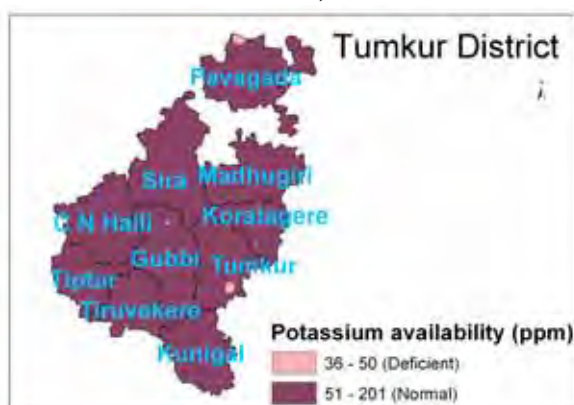 Tumkur District
Pavagada
Sira
Madhugiri
C N Halli
Koratagere
Gubbi
Tumkur
Tiptur
Tiruvekere
Kunigal
Potassium availability (ppm)
36 - 50 (Deficient)
51 - 201 (Normal)